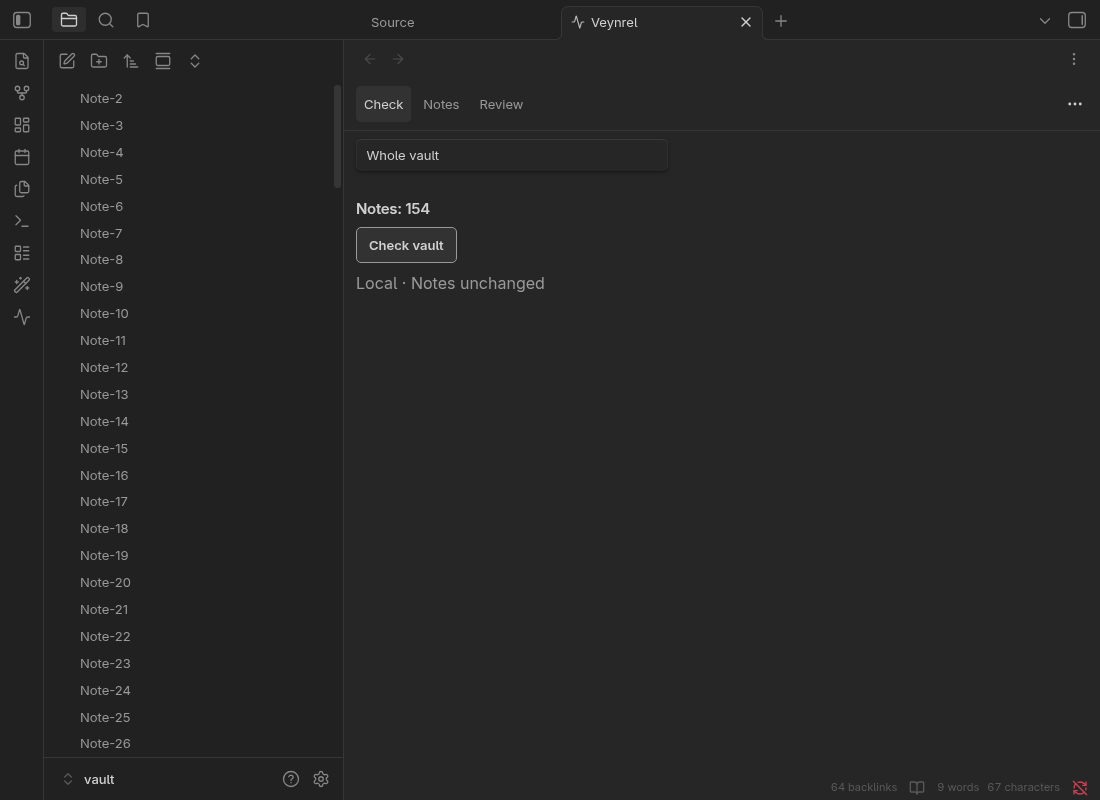 Source
Veynrel
Note-2
Note-3
Note-4
Note-5
Note-6
Note-7
Note-8
Note-9
Note-10
Note-11
Note-12
Note-13
Note-14
Note-15
Note-16
Note-17
Note-18
Note-19
Note-20
Note-21
Note-22
Note-23
Note-24
Note-25
Note-26
vault
Check Notes Review
Whole vault
Notes: 154
Check vault
Local · Notes unchanged
64 backlinks 9 words 67 characters